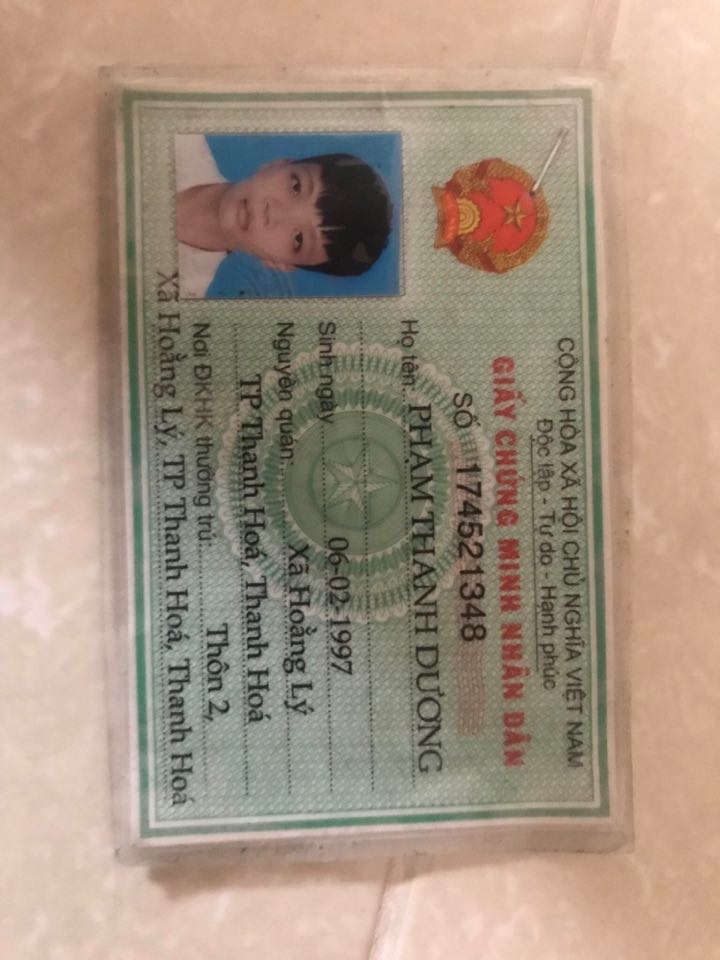 CỘNG HÒA XÃ HỘI CHỦ NGHĨA VIỆT NAM
Độc lập - Tự do - Hạnh phúc
GIẤY CHỨNG MINH NHÂN DÂN
SỐ 174521348
Họ tên: PHẠM THÀNH DƯƠNG
Sinh ngày 06-02-1997
Nguyên quán Xã Hoằng Lý
TP Thanh Hoá, Thanh Hoá
Nơi ĐKHK thường trú: Thôn 2,
Xã Hoằng Lý, TP Thanh Hoá, Thanh Hoá